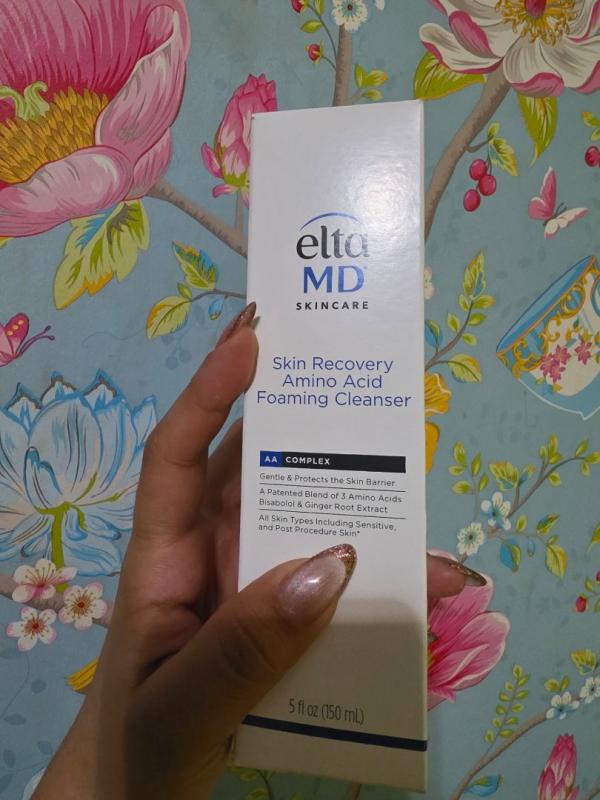 elta
MD
SKINCARE
Skin Recovery
Amino Acid
Foaming Cleanser
AA COMPLEX
Gentle & Protects the Skin Barrier
A Patented Blend of 3 Amino Acids
Bisabolol & Ginger Root Extract
All Skin Types Including Sensitive,
and Post Procedure Skin*
5 fl oz (150 mL)